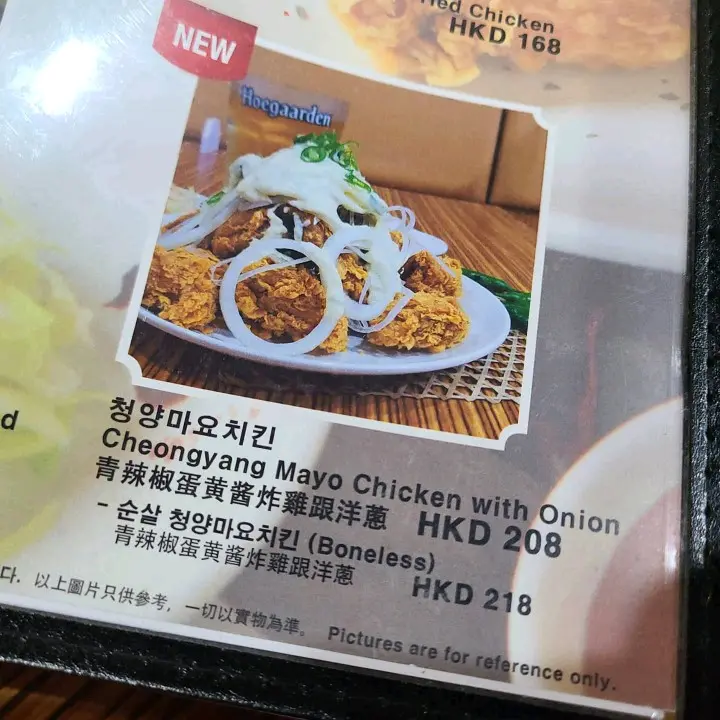 Chicken
HKD 168
NEW
Hoegaarden
청양마요치킨
Cheongyang Mayo Chicken with Onion
青辣椒蛋黄醬炸雞跟洋蔥 HKD 208
- 순살 청양마요치킨 (Boneless)
青辣椒蛋黄醬炸雞跟洋蔥 HKD 218
다. 以上圖片只供參考，一切以實物為準。 Pictures are for reference only.